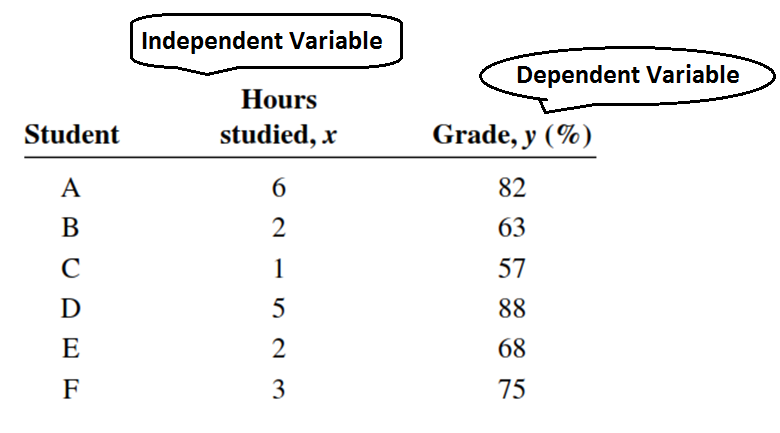 Independent Variable
Dependent Variable
Hours
Student studied, x Grade, y (%)
A 6 82
B 2 63
C 1 57
D 5 88
E 2 68
F 3 75